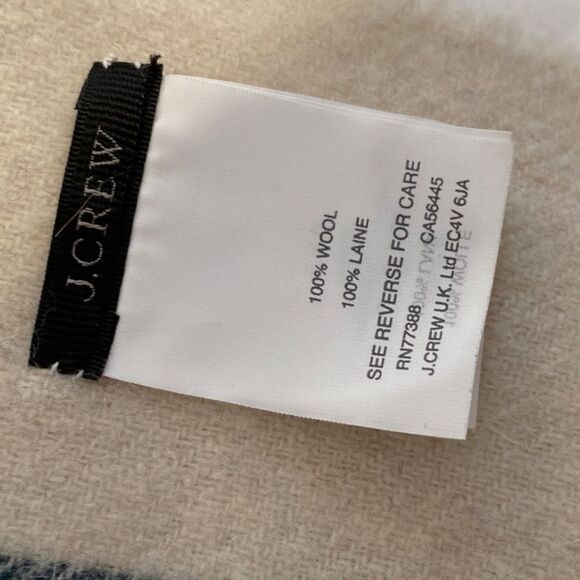 J.CREW
100% WOOL
100% LAINE
SEE REVERSE FOR CARE
RN77388 CA56445
J.CREW U.K. Ltd EC4V 6JA